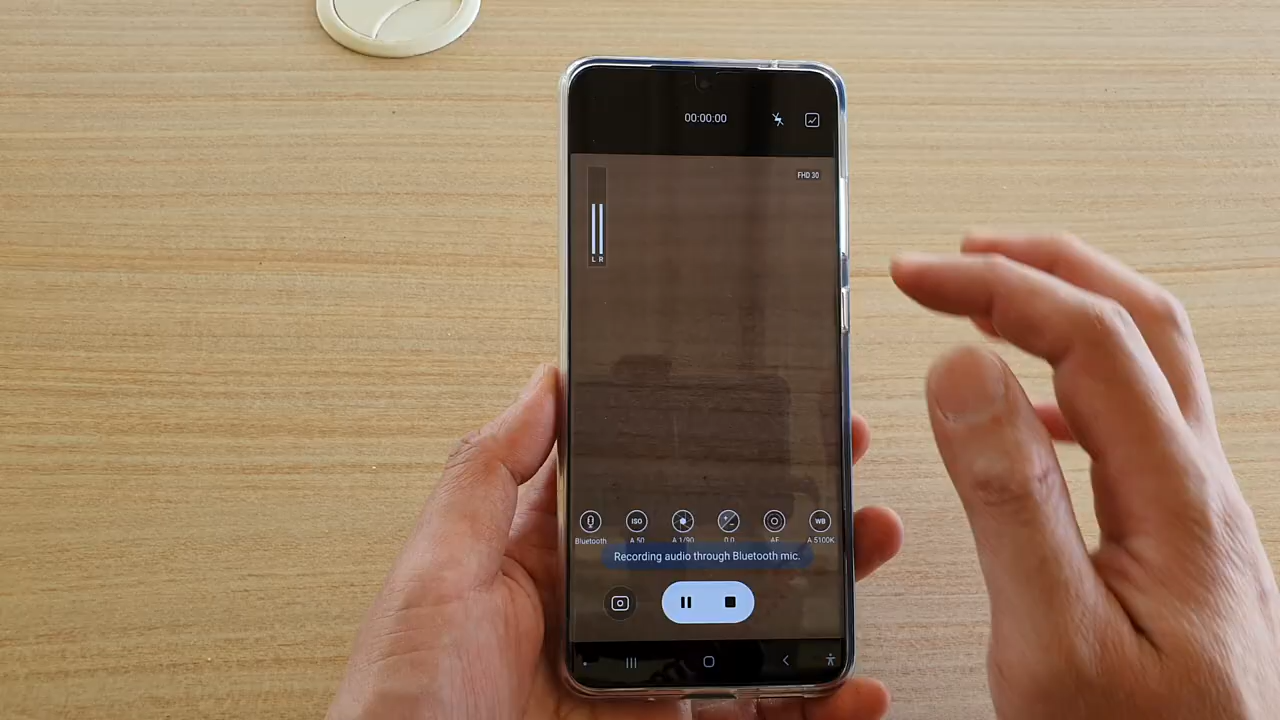 00:00:00
FHD 30
L R
ISO
WB
Bluetooth
A 50
A 1/90
0.0
AF
A 5100K
Recording audio through Bluetooth mic.